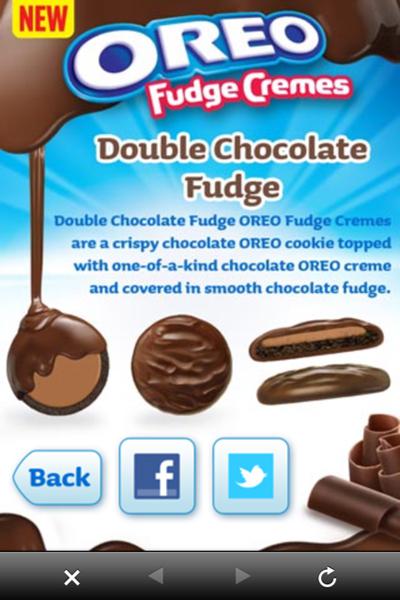 NEW
OREO
Fudge Cremes
Double Chocolate
Fudge
Double Chocolate Fudge OREO Fudge Cremes
are a crispy chocolate OREO cookie topped
with one-of-a-kind chocolate OREO creme
and covered in smooth chocolate fudge.
Back